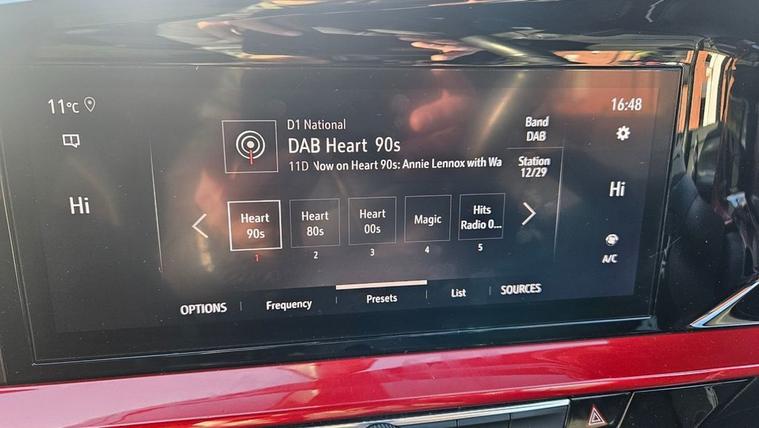 11°C
16:48
D1 National
DAB Heart 90s
11D Now on Heart 90s: Annie Lennox with Wa
Band
DAB
Station
12/29
Hi
Hi
Heart
90s
1
Heart
80s
2
Heart
00s
3
Magic
4
Hits
Radio 0...
5
A/C
OPTIONS
Frequency
Presets
List
SOURCES